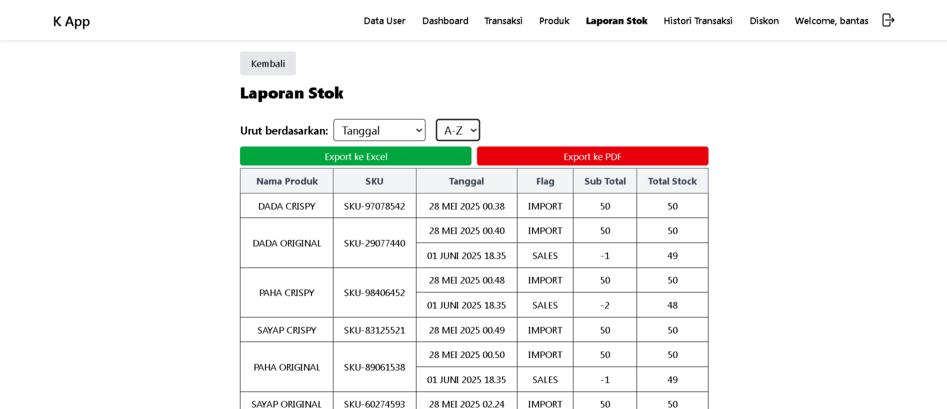 K App
Data User Dashboard Transaksi Produk Laporan Stok Histori Transaksi Diskon Welcome, bantas
Kembali
Laporan Stok
Urut berdasarkan: Tanggal A-Z
Export ke Excel Export ke PDF
Nama Produk SKU Tanggal Flag Sub Total Total Stock
DADA CRISPY SKU-97078542 28 MEI 2025 00.38 IMPORT 50 50
DADA ORIGINAL SKU-29077440 28 MEI 2025 00.40 IMPORT 50 50
01 JUNI 2025 18.35 SALES -1 49
PAHA CRISPY SKU-98406452 28 MEI 2025 00.48 IMPORT 50 50
01 JUNI 2025 18.35 SALES -2 48
SAYAP CRISPY SKU-83125521 28 MEI 2025 00.49 IMPORT 50 50
PAHA ORIGINAL SKU-89061538 28 MEI 2025 00.50 IMPORT 50 50
01 JUNI 2025 18.35 SALES -1 49
SAYAP ORIGINAL SKU-60274593 28 MEI 2025 02.24 IMPORT 50 50